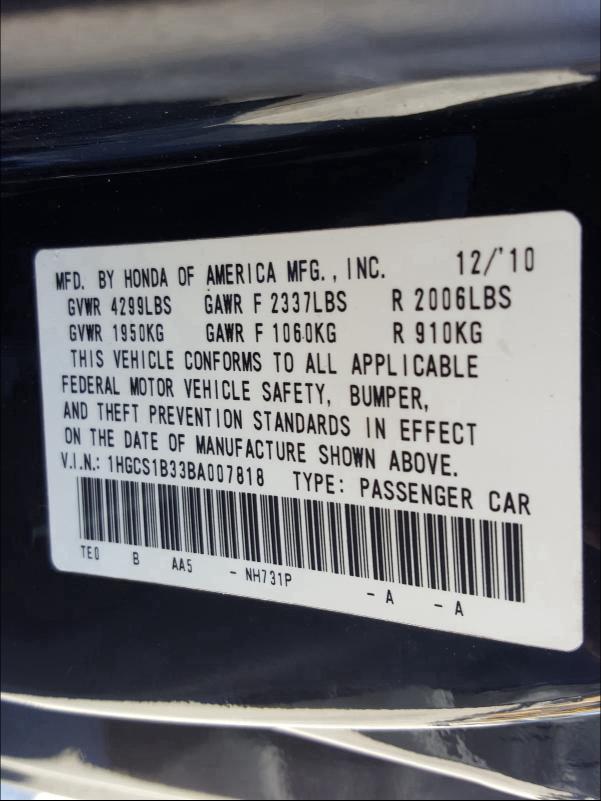 MFD. BY HONDA OF AMERICA MFG., INC. 12/'10
GVWR 4299LBS GAWR F 2337LBS R 2006LBS
GVWR 1950KG GAWR F 1060KG R 910KG
THIS VEHICLE CONFORMS TO ALL APPLICABLE
FEDERAL MOTOR VEHICLE SAFETY, BUMPER,
AND THEFT PREVENTION STANDARDS IN EFFECT
ON THE DATE OF MANUFACTURE SHOWN ABOVE.
V.I.N.: 1HGCS1B33BA007818 TYPE: PASSENGER CAR
TE0 B AA5 - NH731P - A - A